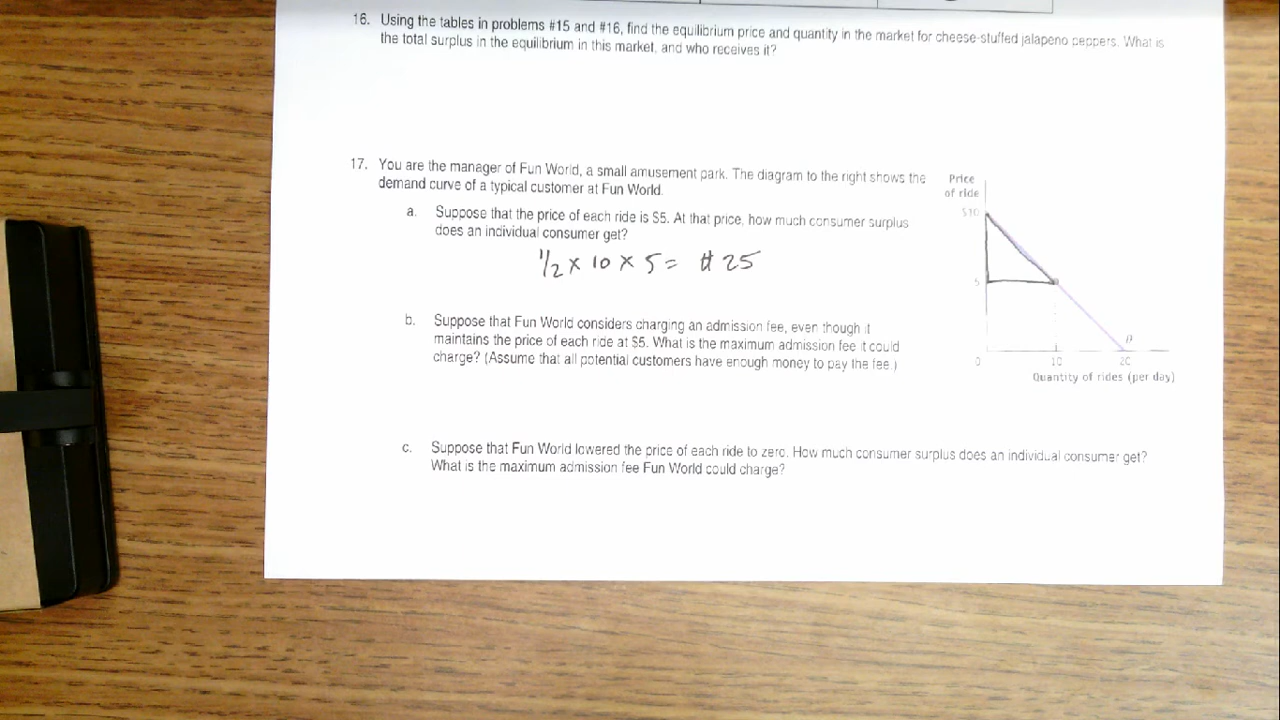 16. Using the tables in problems #15 and #16, find the equilibrium price and quantity in the market for cheese-stuffed jalapeno peppers. What is
the total surplus in the equilibrium in this market, and who receives it?
17. You are the manager of Fun World, a small amusement park. The diagram to the right shows the
demand curve of a typical customer at Fun World.
a. Suppose that the price of each ride is $5. At that price, how much consumer surplus
does an individual consumer get?
1/2 x 10 x 5 = $25
b. Suppose that Fun World considers charging an admission fee, even though it
maintains the price of each ride at $5. What is the maximum admission fee it could
charge? (Assume that all potential customers have enough money to pay the fee.)
Price
of ride
$10
5
D
0 10 20
Quantity of rides (per day)
c. Suppose that Fun World lowered the price of each ride to zero. How much consumer surplus does an individual consumer get?
What is the maximum admission fee Fun World could charge?